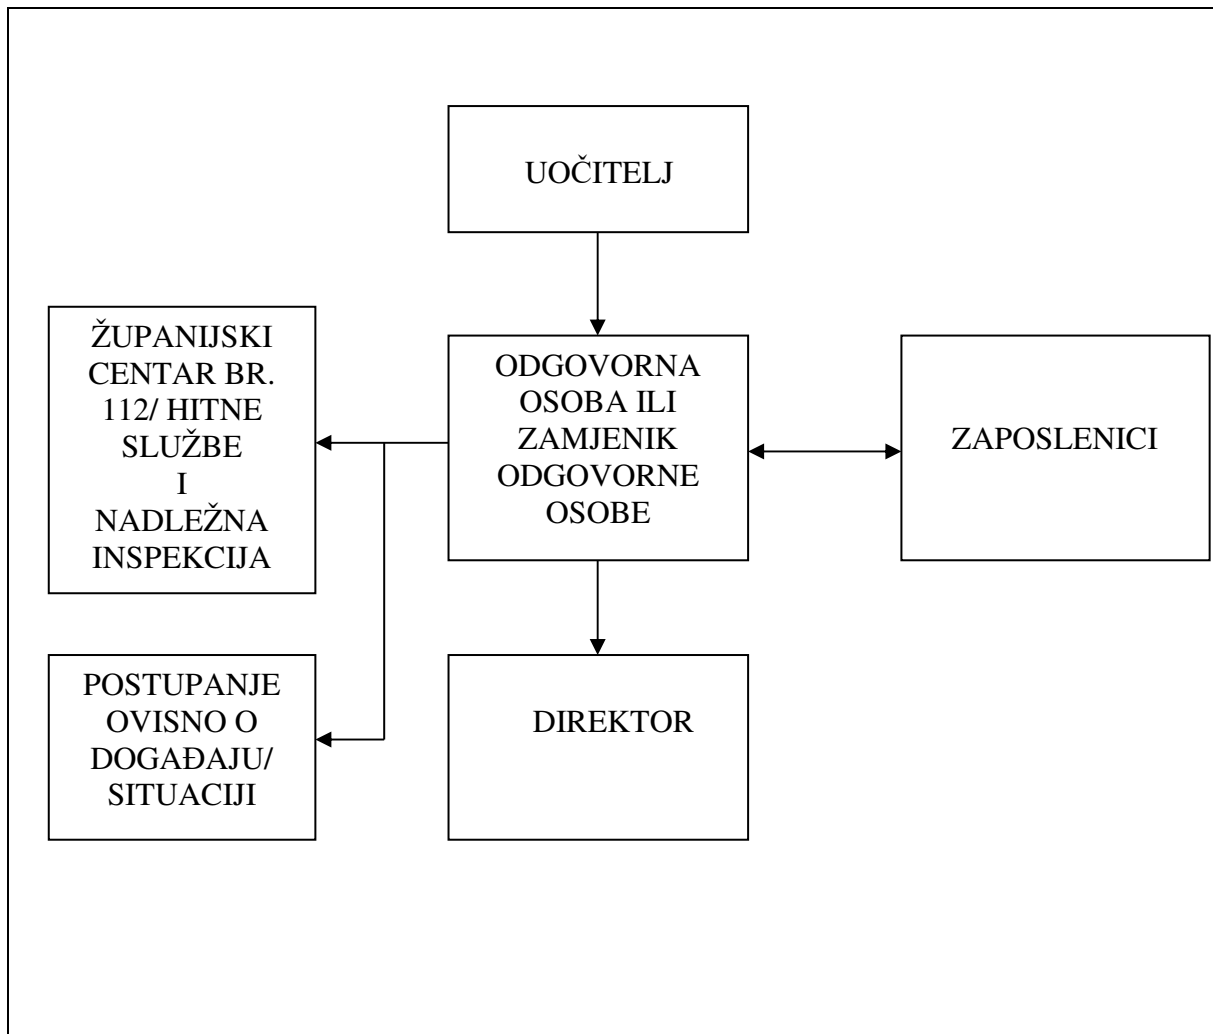 UOČITELJ
ŽUPANIJSKI
CENTAR BR.
112/ HITNE
SLUŽBE
I
NADLEŽNA
INSPEKCIJA
ODGOVORNA
OSOBA ILI
ZAMJENIK
ODGOVORNE
OSOBE
ZAPOSLENICI
POSTUPANJE
OVISNO O
DOGAĐAJU/
SITUACIJI
DIREKTOR